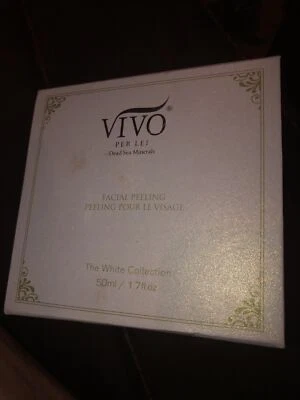 VIVO®
PER LEI
Dead Sea Minerals
FACIAL PEELING
PEELING POUR LE VISAGE
The White Collection
50ml / 1.7fl.oz